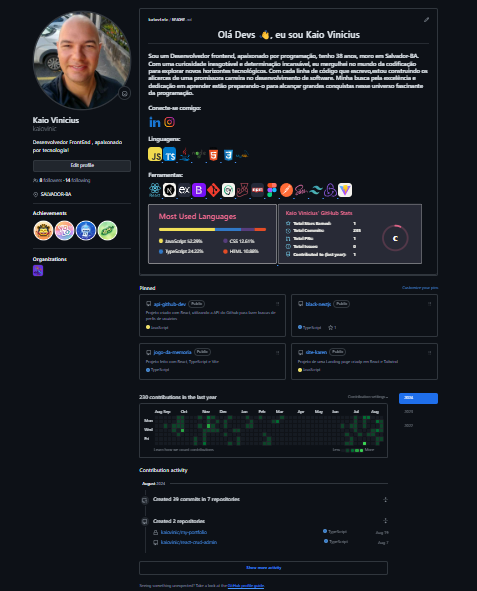 kaiovinic / README .md
Olá Devs 👋, eu sou Kaio Vinicius
Sou um Desenvolvedor frontend, apaixonado por programação, tenho 38 anos, moro em Salvador-BA.
Com uma curiosidade inesgotável e determinação incansável, eu mergulhei no mundo da codificação
para explorar novos horizontes tecnológicos. Com cada linha de código que escrevo,estou construindo os
alicerces de uma promissora carreira no desenvolvimento de software. Minha busca pela excelência e
dedicação em aprender estão preparando-o para alcançar grandes conquistas nesse universo fascinante
da programação.
Conecte-se comigo:
in
Linguagens:
JS TS
Ferramentas:
Kaio Vinicius
kaiovinic
Desenvolvedor FrontEnd , apaixonado
por tecnologia!
Edit profile
8 followers · 14 following
SALVADOR-BA
Achievements
Organizations
Most Used Languages
JavaScript 52.29%
CSS 12.61%
TypeScript 24.22%
HTML 10.88%
Kaio Vinicius' GitHub Stats
Total Stars Earned: 1
Total Commits: 235
Total PRs: 1
Total Issues: 0
Contributed to (last year): 1
C
Pinned
Customize your pins
api-github-dev Public
Projeto criado com React, utilizando a API do Github para fazer buscas de
perfis de usuários
JavaScript
black-nextjs Public
TypeScript 1
jogo-da-memoria Public
Projeto feito com React, TypeScript e Vite
TypeScript
site-karen Public
Projeto de uma Landing page criado em React e Tailwind
JavaScript
230 contributions in the last year
Contribution settings
2024
2023
2022
Aug Sep Oct Nov Dec Jan Feb Mar Apr May Jun Jul Aug
Mon
Wed
Fri
Learn how we count contributions
Less More
Contribution activity
August 2024
Created 39 commits in 7 repositories
Created 2 repositories
kaiovinic/my-portfolio TypeScript
kaiovinic/react-crud-admin TypeScript Aug 7
Show more activity
Seeing something unexpected? Take a look at the GitHub profile guide.